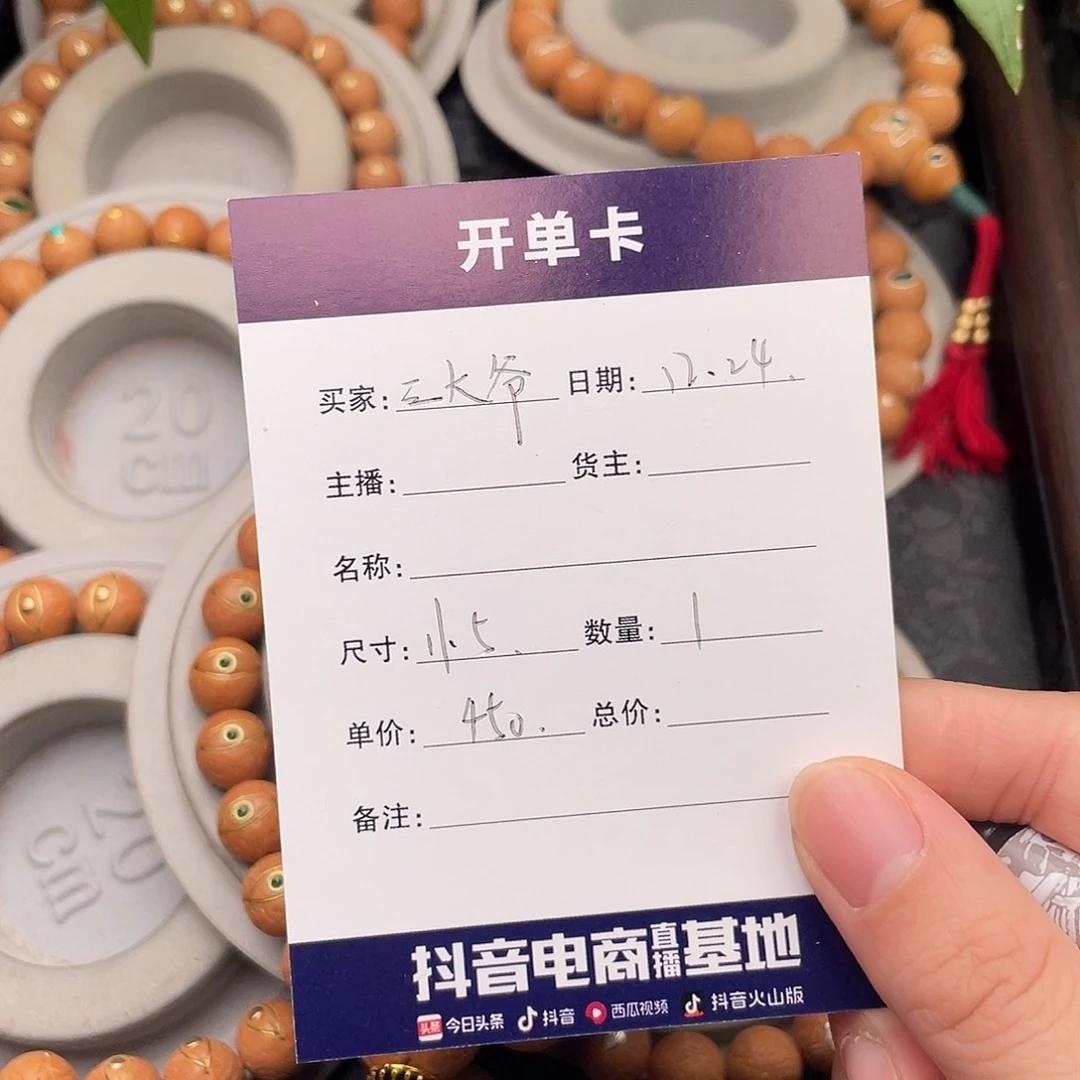 开单卡
买家:三大爷 日期:12.24.
主播: 货主:
名称:
尺寸:11.5. 数量:1
单价:450. 总价:
备注:
抖音电商直播基地
头条 今日头条 抖音 西瓜视频 抖音火山版
20
cm
20
cm